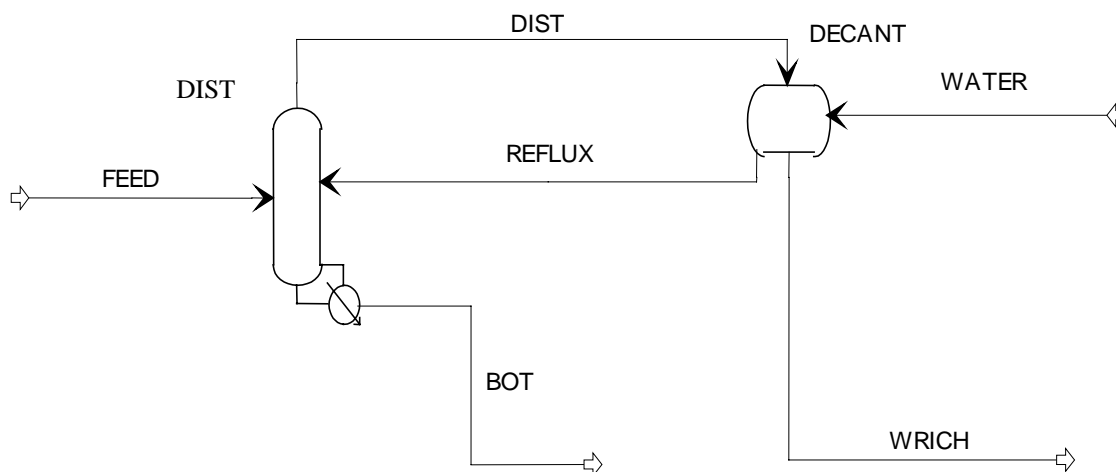 DIST
DECANT
DIST
WATER
REFLUX
FEED
BOT
WRICH